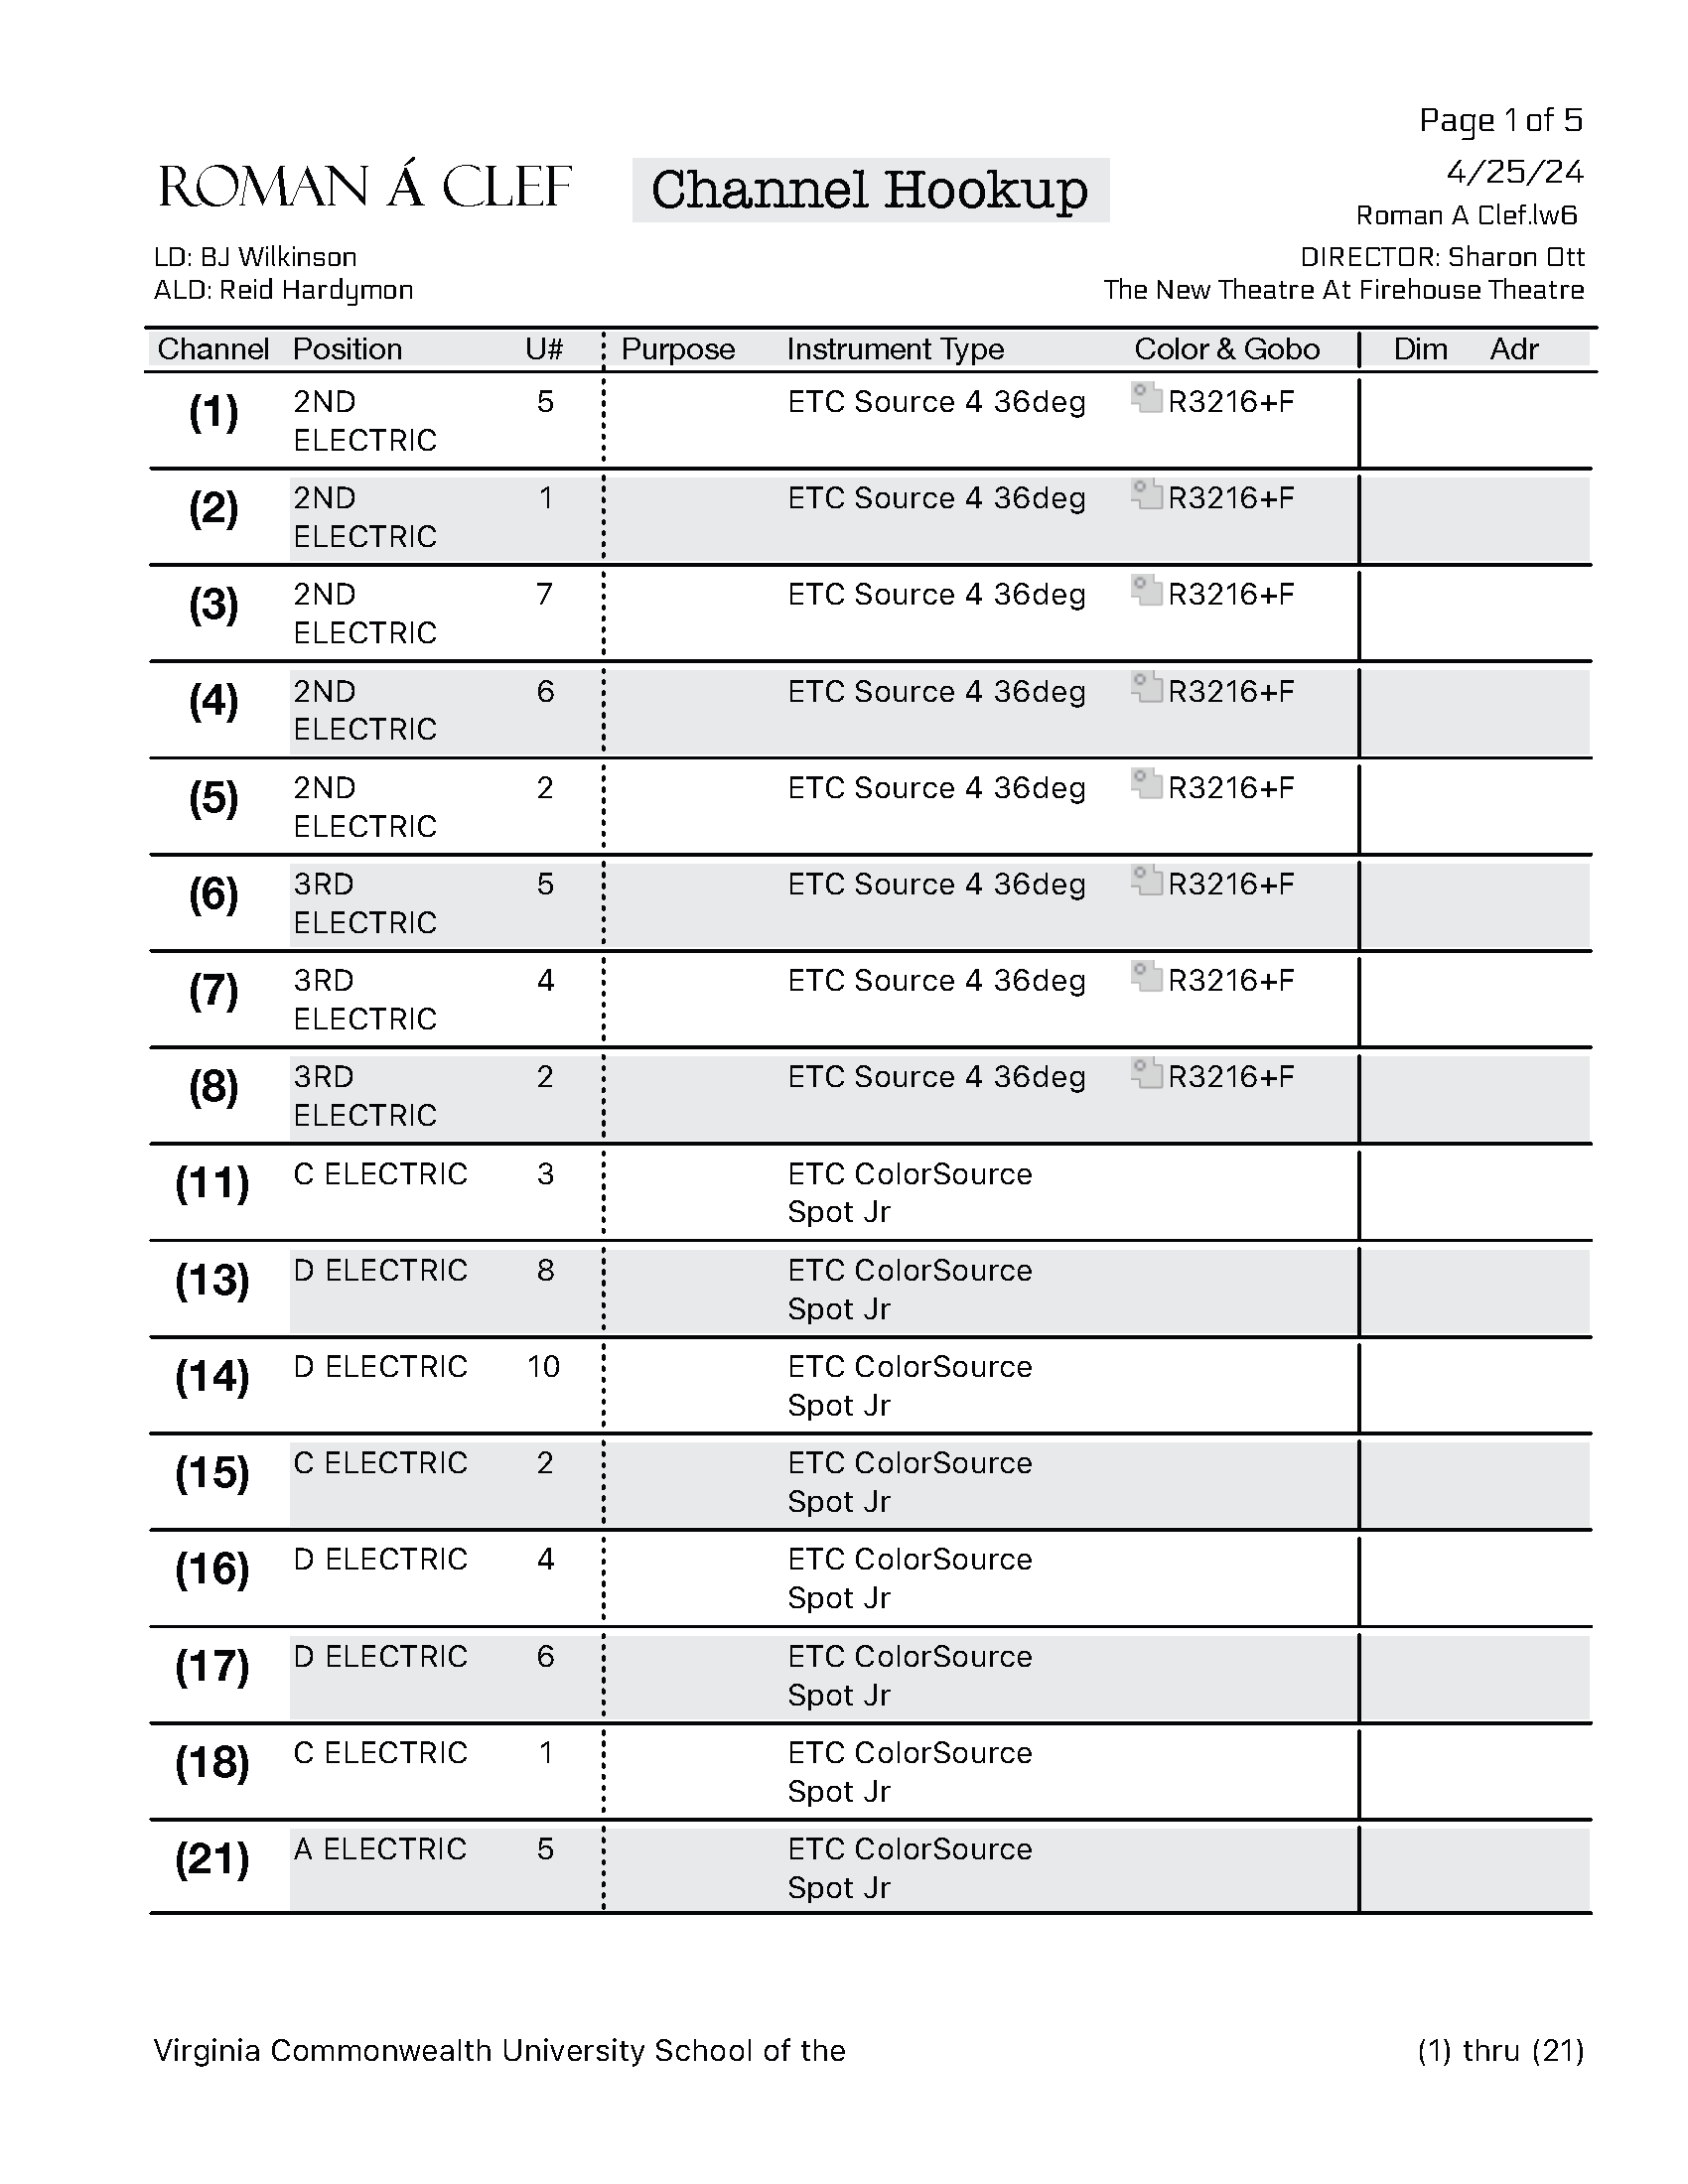 Page 1 of 5
ROMAN Á CLEF Channel Hookup 4/25/24
Roman A Clef.lw6
LD: BJ Wilkinson DIRECTOR: Sharon Ott
ALD: Reid Hardymon The New Theatre At Firehouse Theatre
Channel Position U# Purpose Instrument Type Color & Gobo Dim Adr
(1) 2ND 5 ETC Source 4 36deg R3216+F
ELECTRIC
(2) 2ND 1 ETC Source 4 36deg R3216+F
ELECTRIC
(3) 2ND 7 ETC Source 4 36deg R3216+F
ELECTRIC
(4) 2ND 6 ETC Source 4 36deg R3216+F
ELECTRIC
(5) 2ND 2 ETC Source 4 36deg R3216+F
ELECTRIC
(6) 3RD 5 ETC Source 4 36deg R3216+F
ELECTRIC
(7) 3RD 4 ETC Source 4 36deg R3216+F
ELECTRIC
(8) 3RD 2 ETC Source 4 36deg R3216+F
ELECTRIC
(11) C ELECTRIC 3 ETC ColorSource
Spot Jr
(13) D ELECTRIC 8 ETC ColorSource
Spot Jr
(14) D ELECTRIC 10 ETC ColorSource
Spot Jr
(15) C ELECTRIC 2 ETC ColorSource
Spot Jr
(16) D ELECTRIC 4 ETC ColorSource
Spot Jr
(17) D ELECTRIC 6 ETC ColorSource
Spot Jr
(18) C ELECTRIC 1 ETC ColorSource
Spot Jr
(21) A ELECTRIC 5 ETC ColorSource
Spot Jr
Virginia Commonwealth University School of the (1) thru (21)